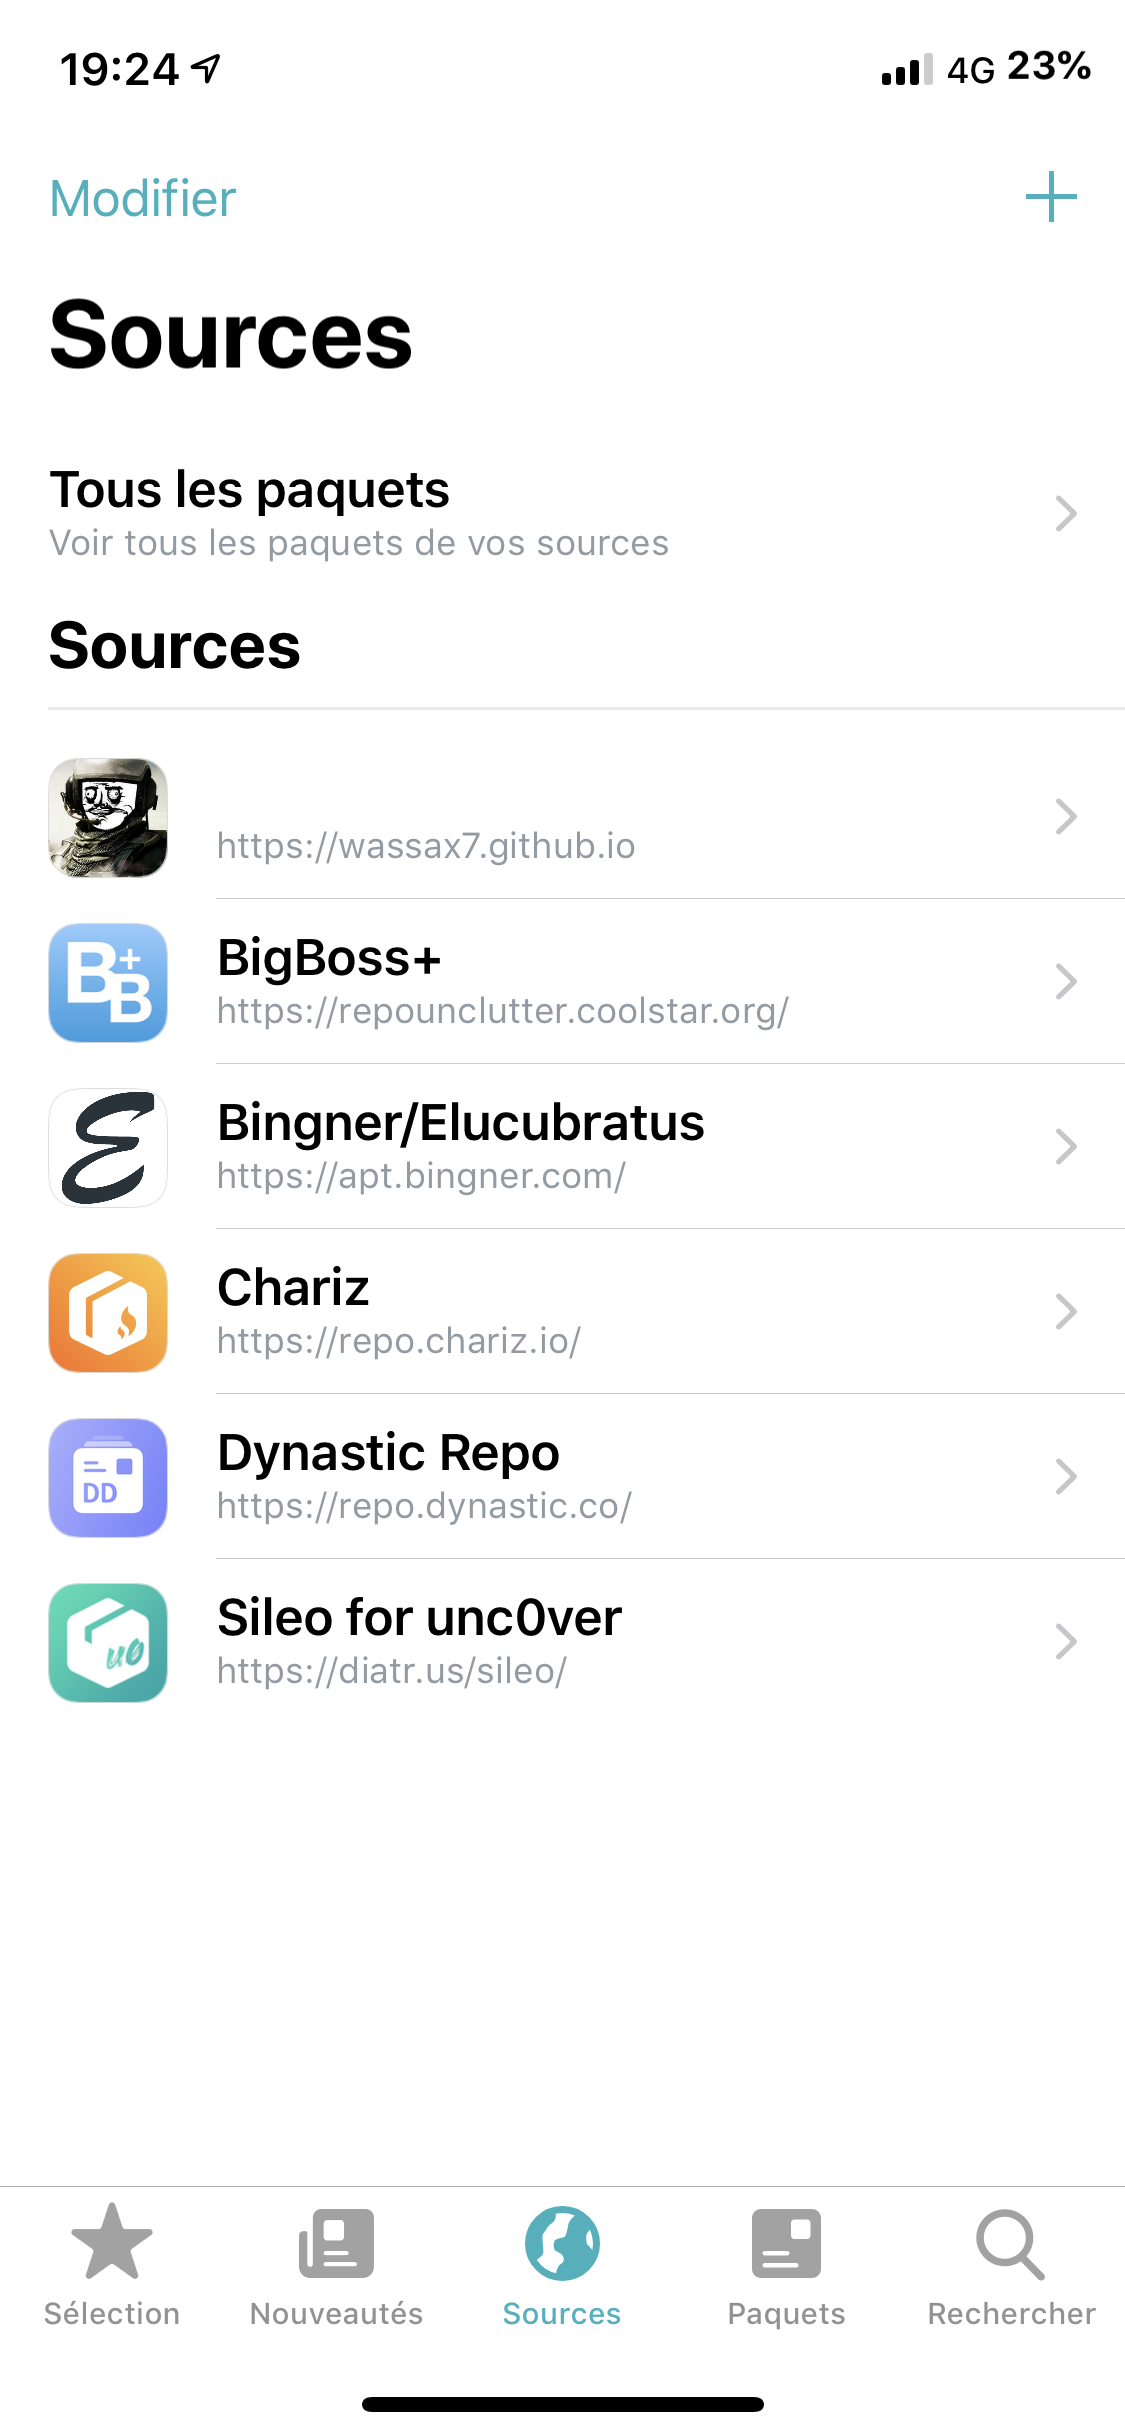 19:24
4G 23%
Modifier
Sources
Tous les paquets
Voir tous les paquets de vos sources
Sources
https://wassax7.github.io
B+B
BigBoss+
https://repounclutter.coolstar.org/
E
Bingner/Elucubratus
https://apt.bingner.com/
Chariz
https://repo.chariz.io/
DD
Dynastic Repo
https://repo.dynastic.co/
u0
Sileo for unc0ver
https://diatr.us/sileo/
Sélection
Nouveautés
Sources
Paquets
Rechercher